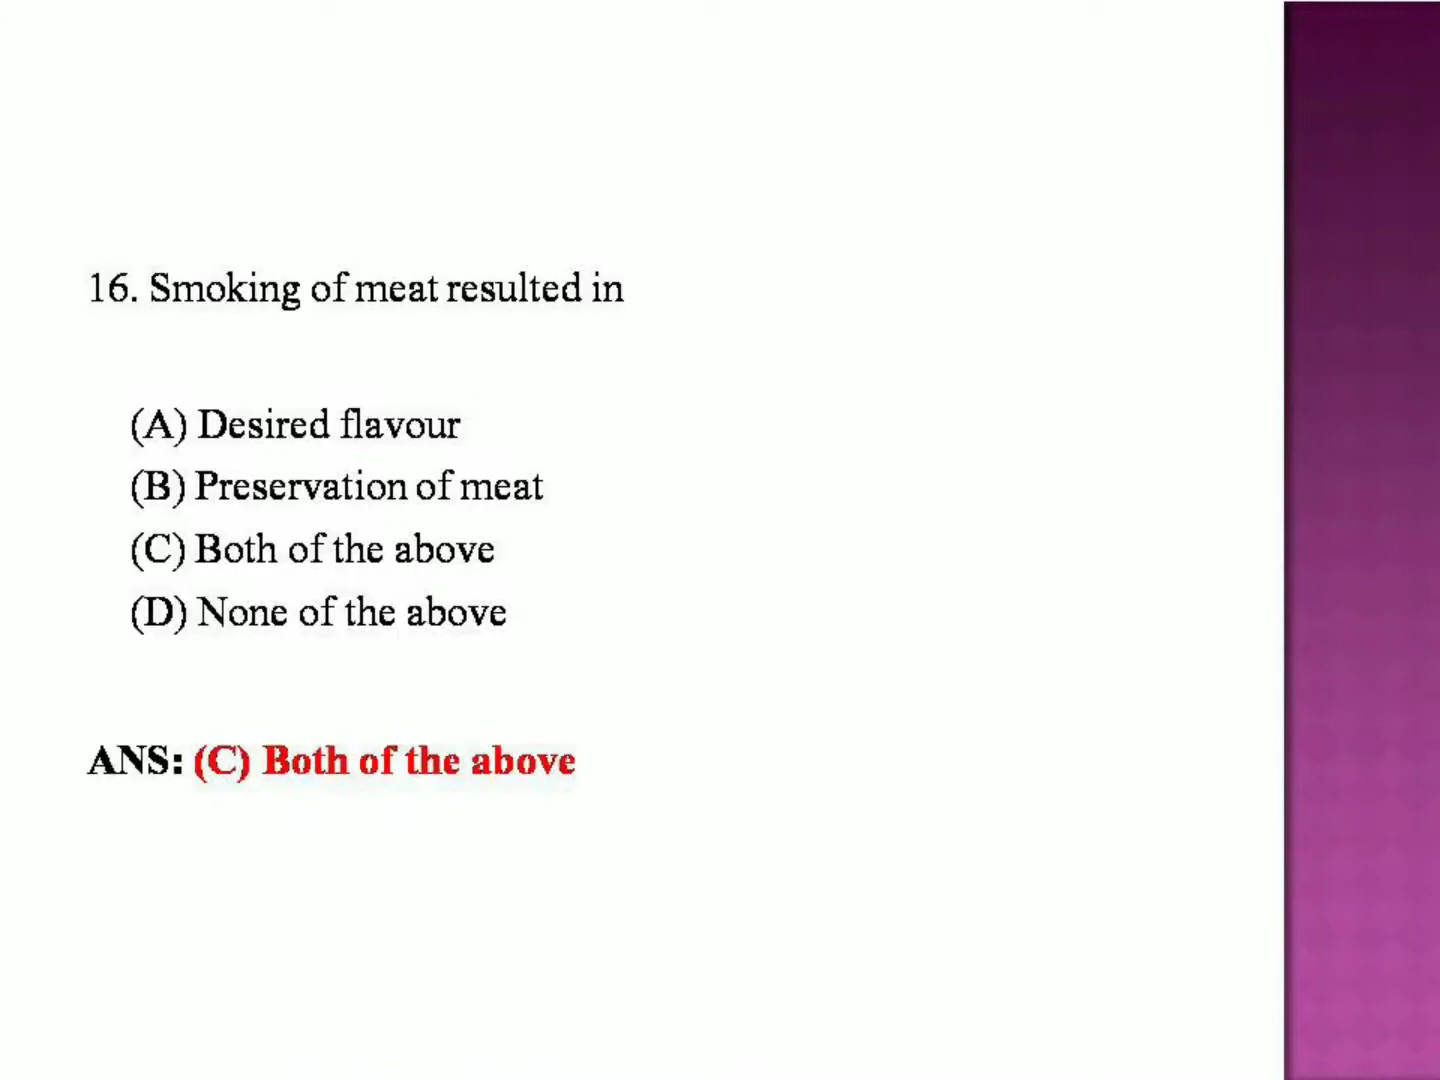 16. Smoking of meat resulted in
(A) Desired flavour
(B) Preservation of meat
(C) Both of the above
(D) None of the above
ANS: (C) Both of the above